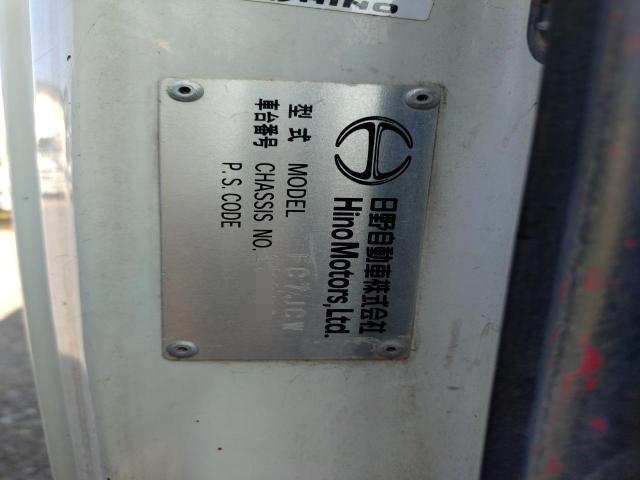 日野自動車株式会社
Hino Motors, Ltd.
型式 MODEL FC7JCW
車台番号 CHASSIS NO.
P.S.CODE